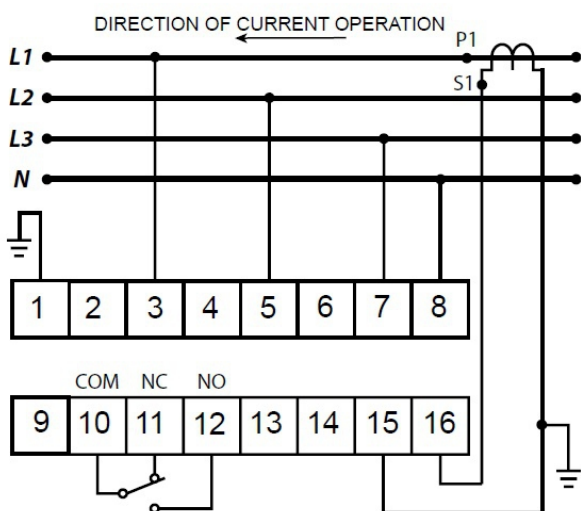 DIRECTION OF CURRENT OPERATION
P1
L1
S1
L2
L3
N
1 2 3 4 5 6 7 8
COM NC NO
9 10 11 12 13 14 15 16